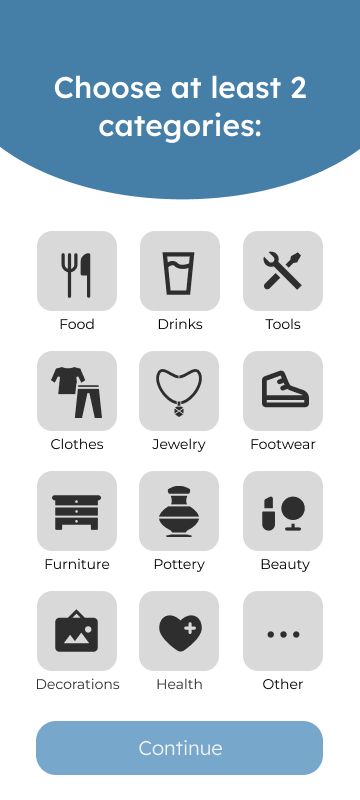 Choose at least 2
categories:
Food Drinks Tools
Clothes Jewelry Footwear
Furniture Pottery Beauty
Decorations Health Other
Continue